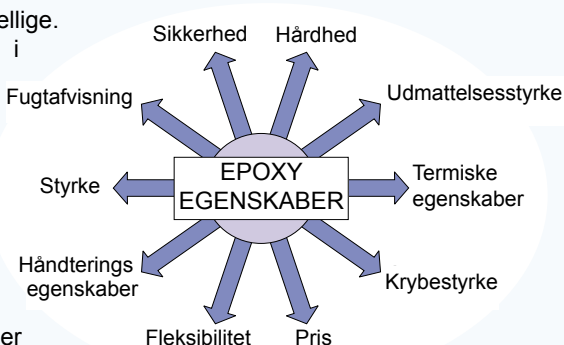 ellige.
i
Sikkerhed
Hårdhed
Fugtafvisning
Udmattelsesstyrke
Styrke
EPOXY
EGENSKABER
Termiske
egenskaber
Håndterings
egenskaber
Krybestyrke
Fleksibilitet
Pris
er